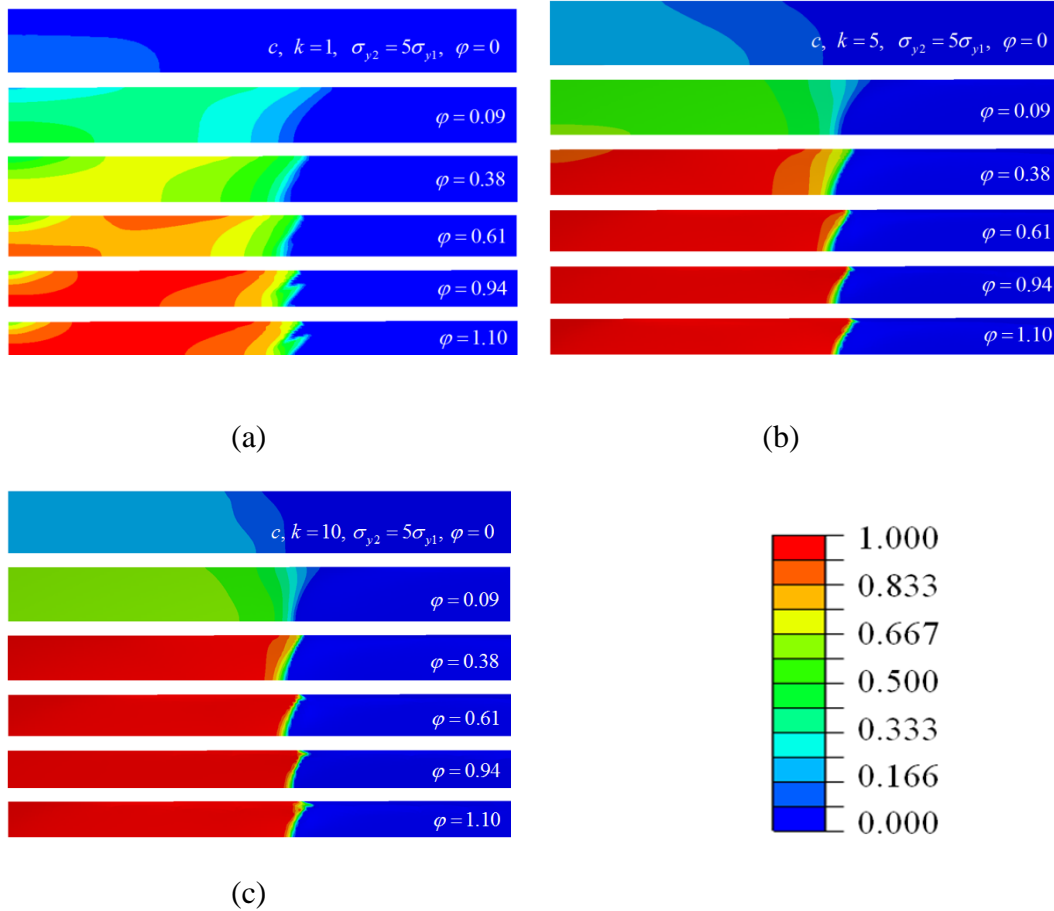 c, k = 1, σy2 = 5σy1, φ = 0
φ = 0.09
φ = 0.38
φ = 0.61
φ = 0.94
φ = 1.10
(a)
c, k = 5, σy2 = 5σy1, φ = 0
φ = 0.09
φ = 0.38
φ = 0.61
φ = 0.94
φ = 1.10
(b)
c, k = 10, σy2 = 5σy1, φ = 0
φ = 0.09
φ = 0.38
φ = 0.61
φ = 0.94
φ = 1.10
(c)
1.000
0.833
0.667
0.500
0.333
0.166
0.000